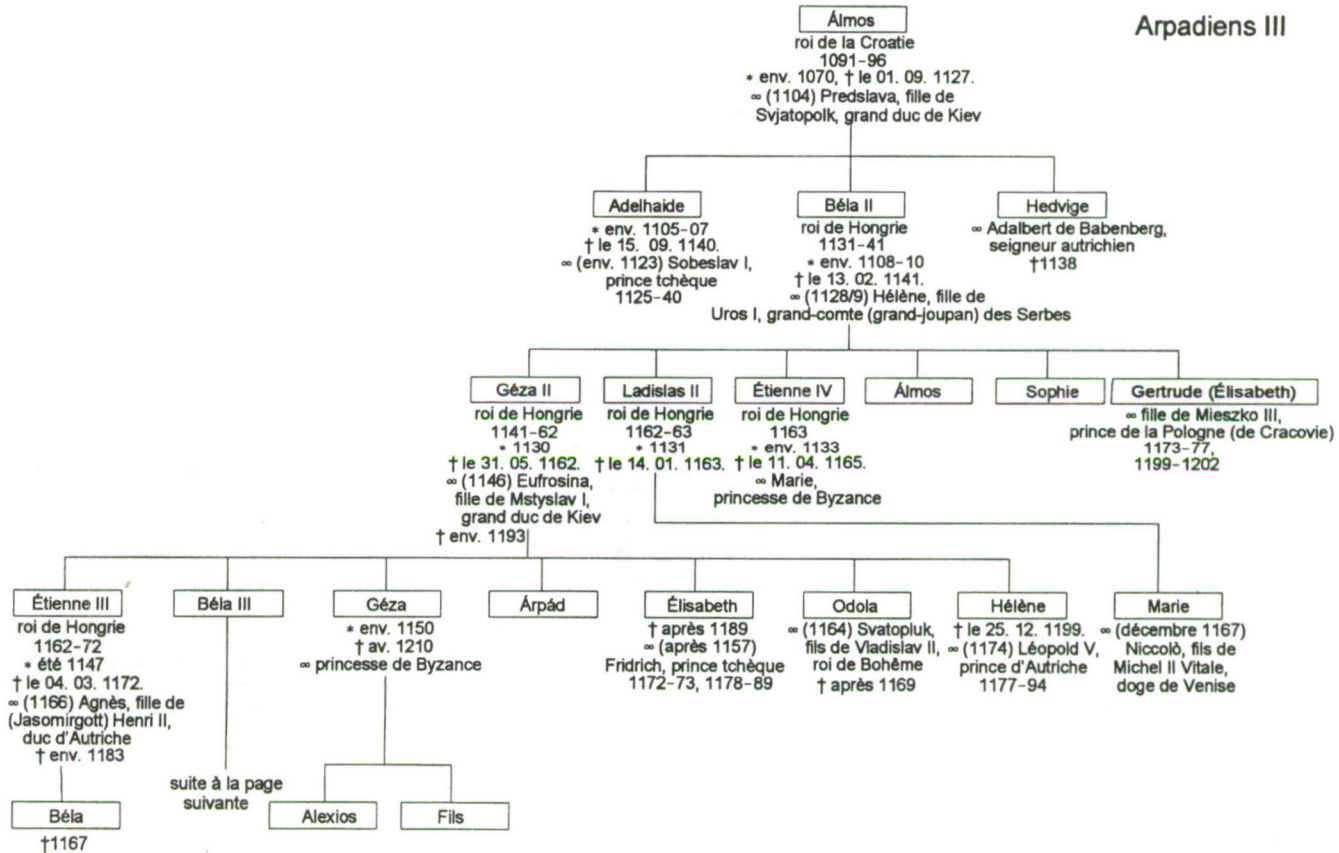 Arpadiens III
Álmos
roi de la Croatie
1091-96
* env. 1070, † le 01. 09. 1127.
∞ (1104) Predslava, fille de
Svjatopolk, grand duc de Kiev
Adelhaide
* env. 1105-07
† le 15. 09. 1140.
∞ (env. 1123) Sobeslav I,
prince tchèque
1125-40
Béla II
roi de Hongrie
1131-41
* env. 1108-10
† le 13. 02. 1141.
∞ (1128/9) Hélène, fille de
Uros I, grand-comte (grand-joupan) des Serbes
Hedvige
∞ Adalbert de Babenberg,
seigneur autrichien
†1138
Géza II
roi de Hongrie
1141-62
* 1130
† le 31. 05. 1162.
∞ (1146) Eufrosina,
fille de Mstyslav I,
grand duc de Kiev
† env. 1193
Ladislas II
roi de Hongrie
1162-63
* 1131
† le 14. 01. 1163.
Étienne IV
roi de Hongrie
1163
* env. 1133
† le 11. 04. 1165.
∞ Marie,
princesse de Byzance
Álmos
Sophie
Gertrude (Élisabeth)
∞ fille de Mieszko III,
prince de la Pologne (de Cracovie)
1173-77,
1199-1202
Étienne III
roi de Hongrie
1162-72
* été 1147
† le 04. 03. 1172.
∞ (1166) Agnès, fille de
(Jasomirgott) Henri II,
duc d'Autriche
† env. 1183
Béla III
suite à la page
suivante
Géza
* env. 1150
† av. 1210
∞ princesse de Byzance
Árpád
Élisabeth
† après 1189
∞ (après 1157)
Fridrich, prince tchèque
1172-73, 1178-89
Odola
∞ (1164) Svatopluk,
fils de Vladislav II,
roi de Bohême
† après 1169
Hélène
† le 25. 12. 1199.
∞ (1174) Léopold V,
prince d'Autriche
1177-94
Marie
∞ (décembre 1167)
Niccolò, fils de
Michel II Vitale,
doge de Venise
Béla
†1167
Alexios
Fils